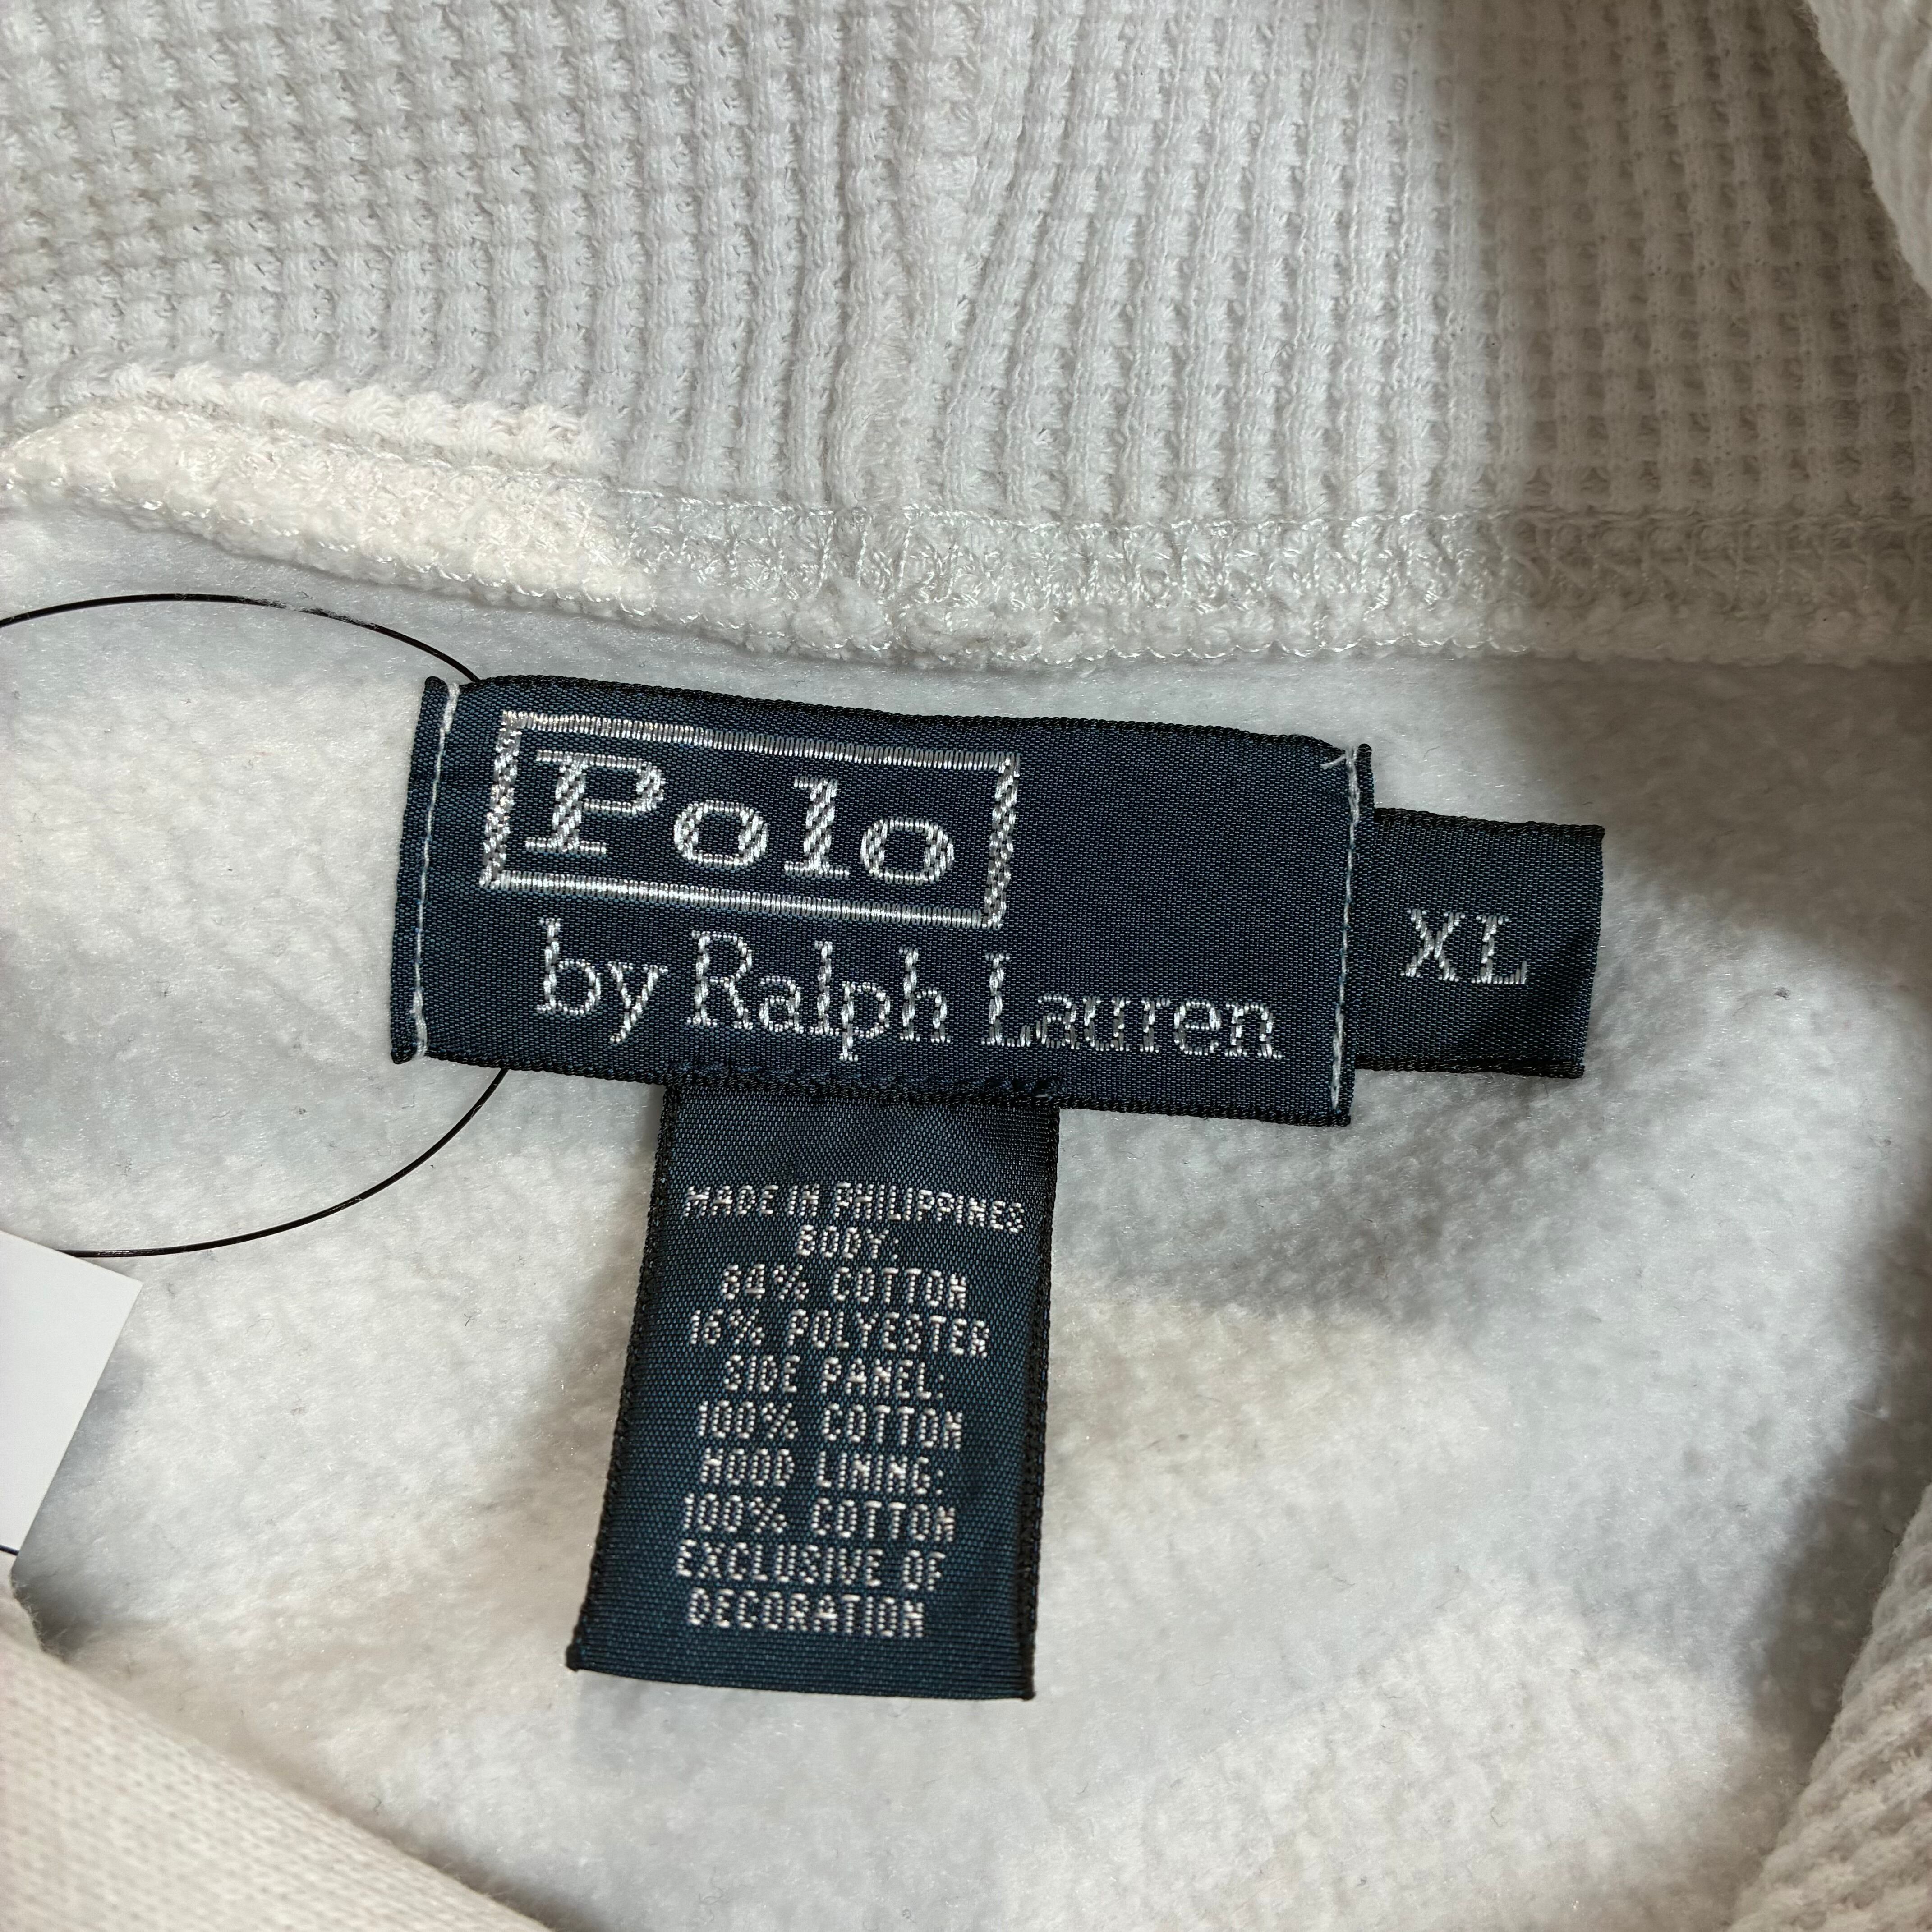 Polo
by Ralph Lauren
XL
MADE IN PHILIPPINES
BODY:
84% COTTON
16% POLYESTER
SIDE PANEL:
100% COTTON
HOOD LINING:
100% COTTON
EXCLUSIVE OF
DECORATION